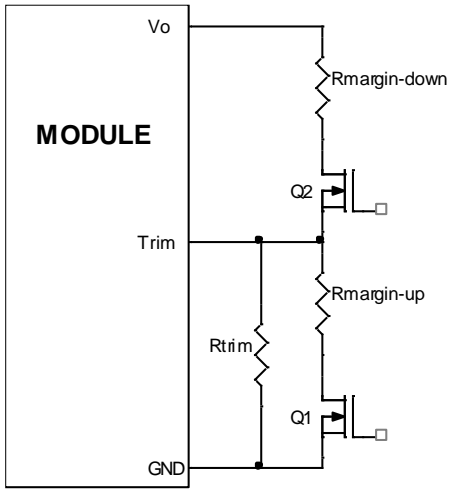 Vo
Rmargin-down
MODULE
Q2
Trim
Rmargin-up
Rtrim
Q1
GND